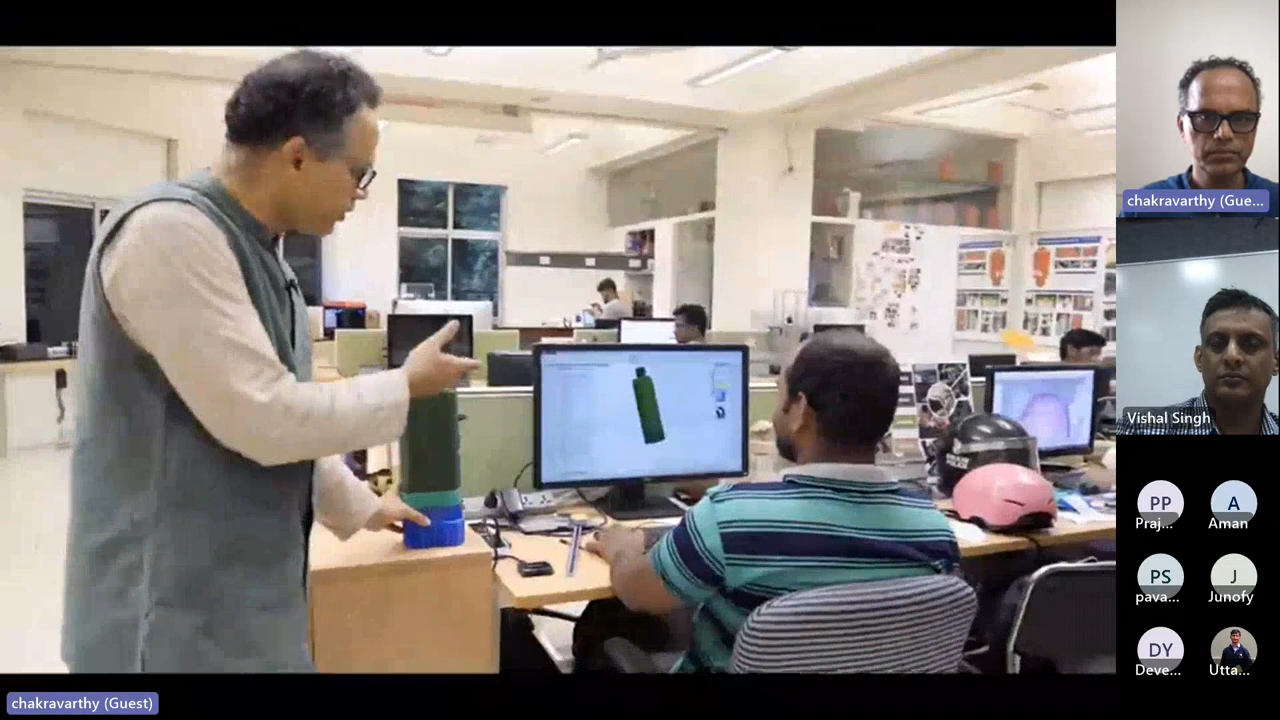 chakravarthy (Gue...
Vishal Singh
PP
Praj...
A
Aman
PS
pava...
J
Junofy
DY
Deve...
Utta...
chakravarthy (Guest)